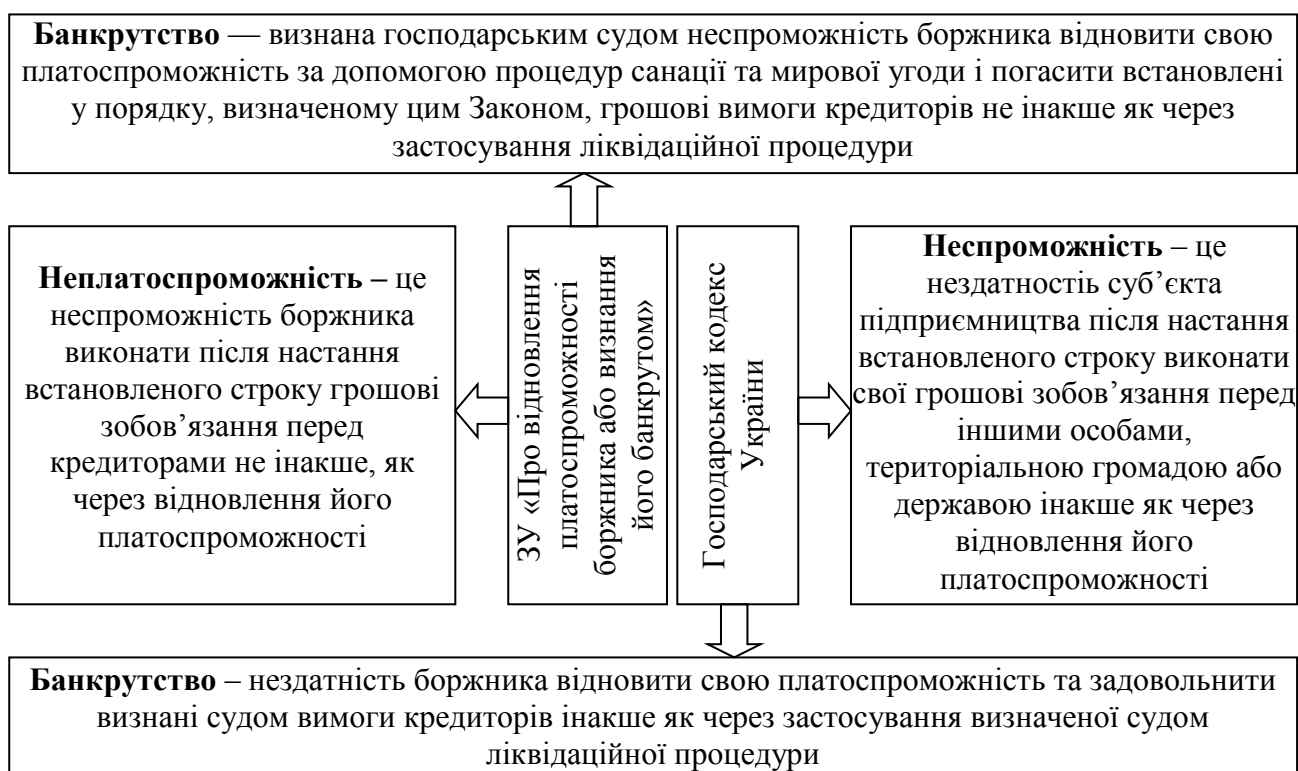 Банкрутство — визнана господарським судом неспроможність боржника відновити свою
платоспроможність за допомогою процедур санації та мирової угоди і погасити встановлені
у порядку, визначеному цим Законом, грошові вимоги кредиторів не інакше як через
застосування ліквідаційної процедури
Неплатоспроможність – це
неспроможність боржника
виконати після настання
встановленого строку грошові
зобов’язання перед
кредиторами не інакше, як
через відновлення його
платоспроможності
ЗУ «Про відновлення
платоспроможності
боржника або визнання
його банкрутом»
Господарський кодекс
України
Неспроможність – це
нездатностіь суб’єкта
підприємництва після настання
встановленого строку виконати
свої грошові зобов’язання перед
іншими особами,
територіальною громадою або
державою інакше як через
відновлення його
платоспроможності
Банкрутство – нездатність боржника відновити свою платоспроможність та задовольнити
визнані судом вимоги кредиторів інакше як через застосування визначеної судом
ліквідаційної процедури